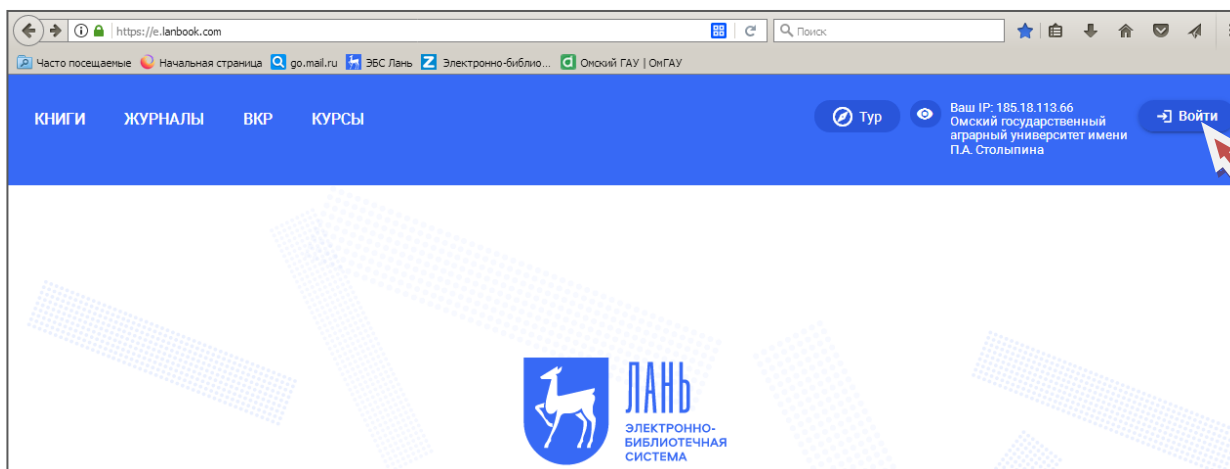 https://e.lanbook.com
Поиск
Часто посещаемые Начальная страница go.mail.ru ЭБС Лань Электронно-библио... Омский ГАУ | ОмГАУ
КНИГИ ЖУРНАЛЫ ВКР КУРСЫ
Тур
Ваш IP: 185.18.113.66
Омский государственный
аграрный университет имени
П.А. Столыпина
Войти
ЛАНЬ
ЭЛЕКТРОННО-
БИБЛИОТЕЧНАЯ
СИСТЕМА